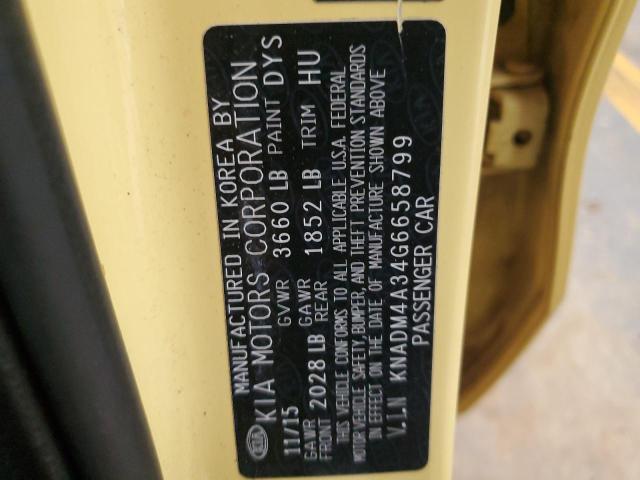 MANUFACTURED IN KOREA BY
KIA KIA MOTORS CORPORATION
11/15 GVWR 3660 LB PAINT DYS
GAWR FRONT 2028 LB GAWR REAR 1852 LB TRIM HU
THIS VEHICLE CONFORMS TO ALL APPLICABLE U.S.A. FEDERAL
MOTOR VEHICLE SAFETY, BUMPER, AND THEFT PREVENTION STANDARDS
IN EFFECT ON THE DATE OF MANUFACTURE SHOWN ABOVE
V.I.N KNADM4A34G6658799
PASSENGER CAR